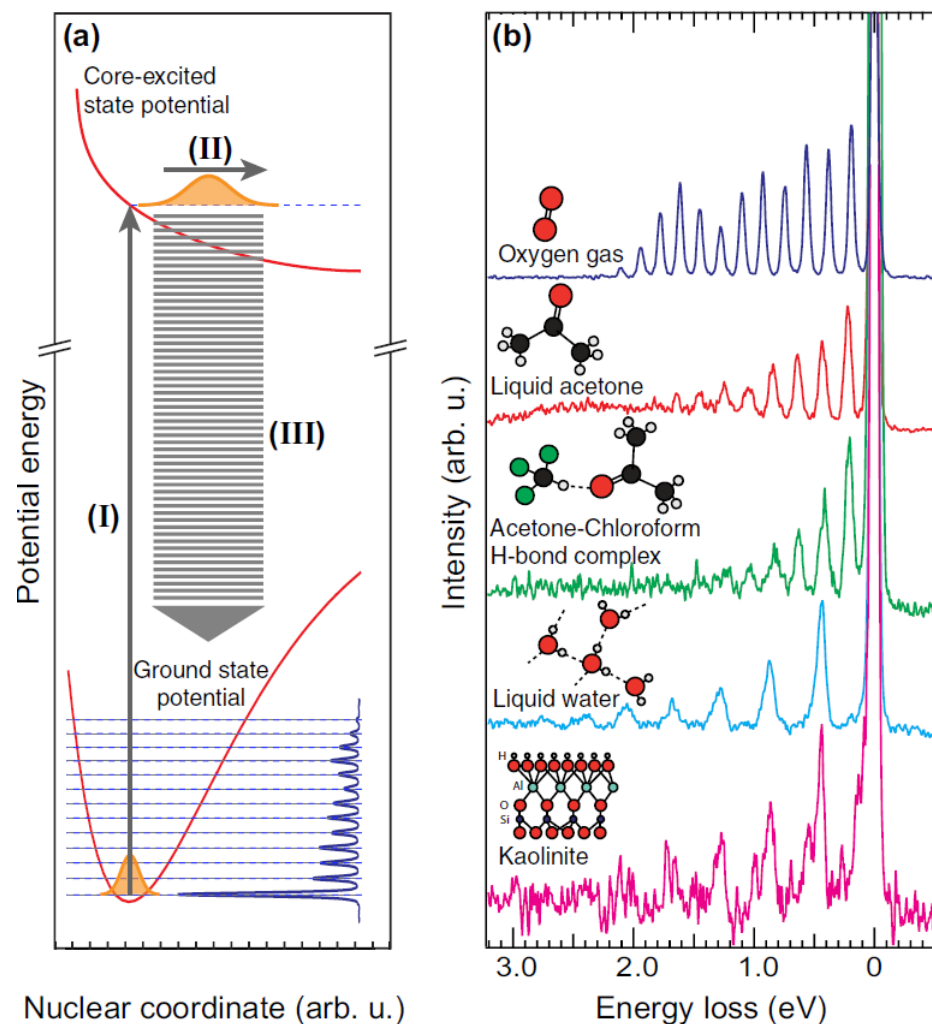 (a)
Core-excited
state potential
(II)
(III)
(I)
Ground state
potential
Potential energy
Nuclear coordinate (arb. u.)
(b)
Oxygen gas
Liquid acetone
Acetone-Chloroform
H-bond complex
Liquid water
H
Al
O
Si
Kaolinite
Intensity (arb. u.)
3.0 2.0 1.0 0
Energy loss (eV)